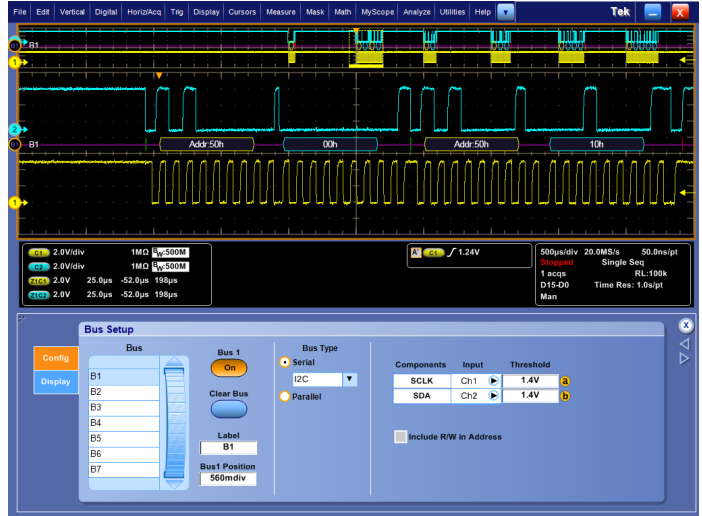 File Edit Vertical Digital Horiz/Acq Trig Display Cursors Measure Mask Math MyScope Analyze Utilities Help Tek X
B1 B1
1
2
B1 B1 Addr:50h 00h Addr:50h 10h
1
C1 2.0V/div 1MΩ BW:500M
C2 2.0V/div 1MΩ BW:500M
Z1C1 2.0V 25.0µs -52.0µs 198µs
Z1C2 2.0V 25.0µs -52.0µs 198µs
A' C1 1.24V
500µs/div 20.0MS/s 50.0ns/pt
Stopped Single Seq
1 acqs RL:100k
D15-D0 Time Res: 1.0s/pt
Man
Bus Setup X
Config
Display
Bus
B1
B2
B3
B4
B5
B6
B7
Bus 1
On
Clear Bus
Label
B1
Bus1 Position
560mdiv
Bus Type
Serial
I2C
Parallel
Components Input Threshold
SCLK Ch1 1.4V a
SDA Ch2 1.4V b
Include R/W in Address